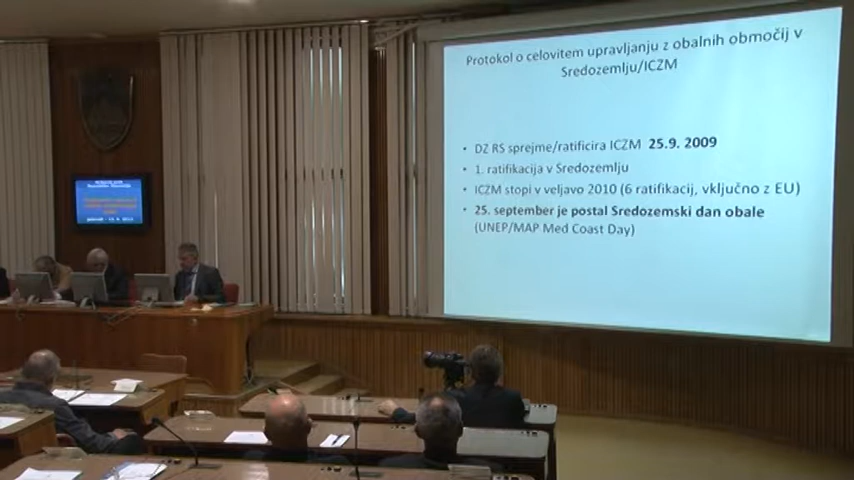 Protokol o celovitem upravljanju z obalnih območij v
Sredozemlju/ICZM
• DZ RS sprejme/ratificira ICZM 25.9. 2009
• 1. ratifikacija v Sredozemlju
• ICZM stopi v veljavo 2010 (6 ratifikacij, vključno z EU)
• 25. september je postal Sredozemski dan obale
(UNEP/MAP Med Coast Day)